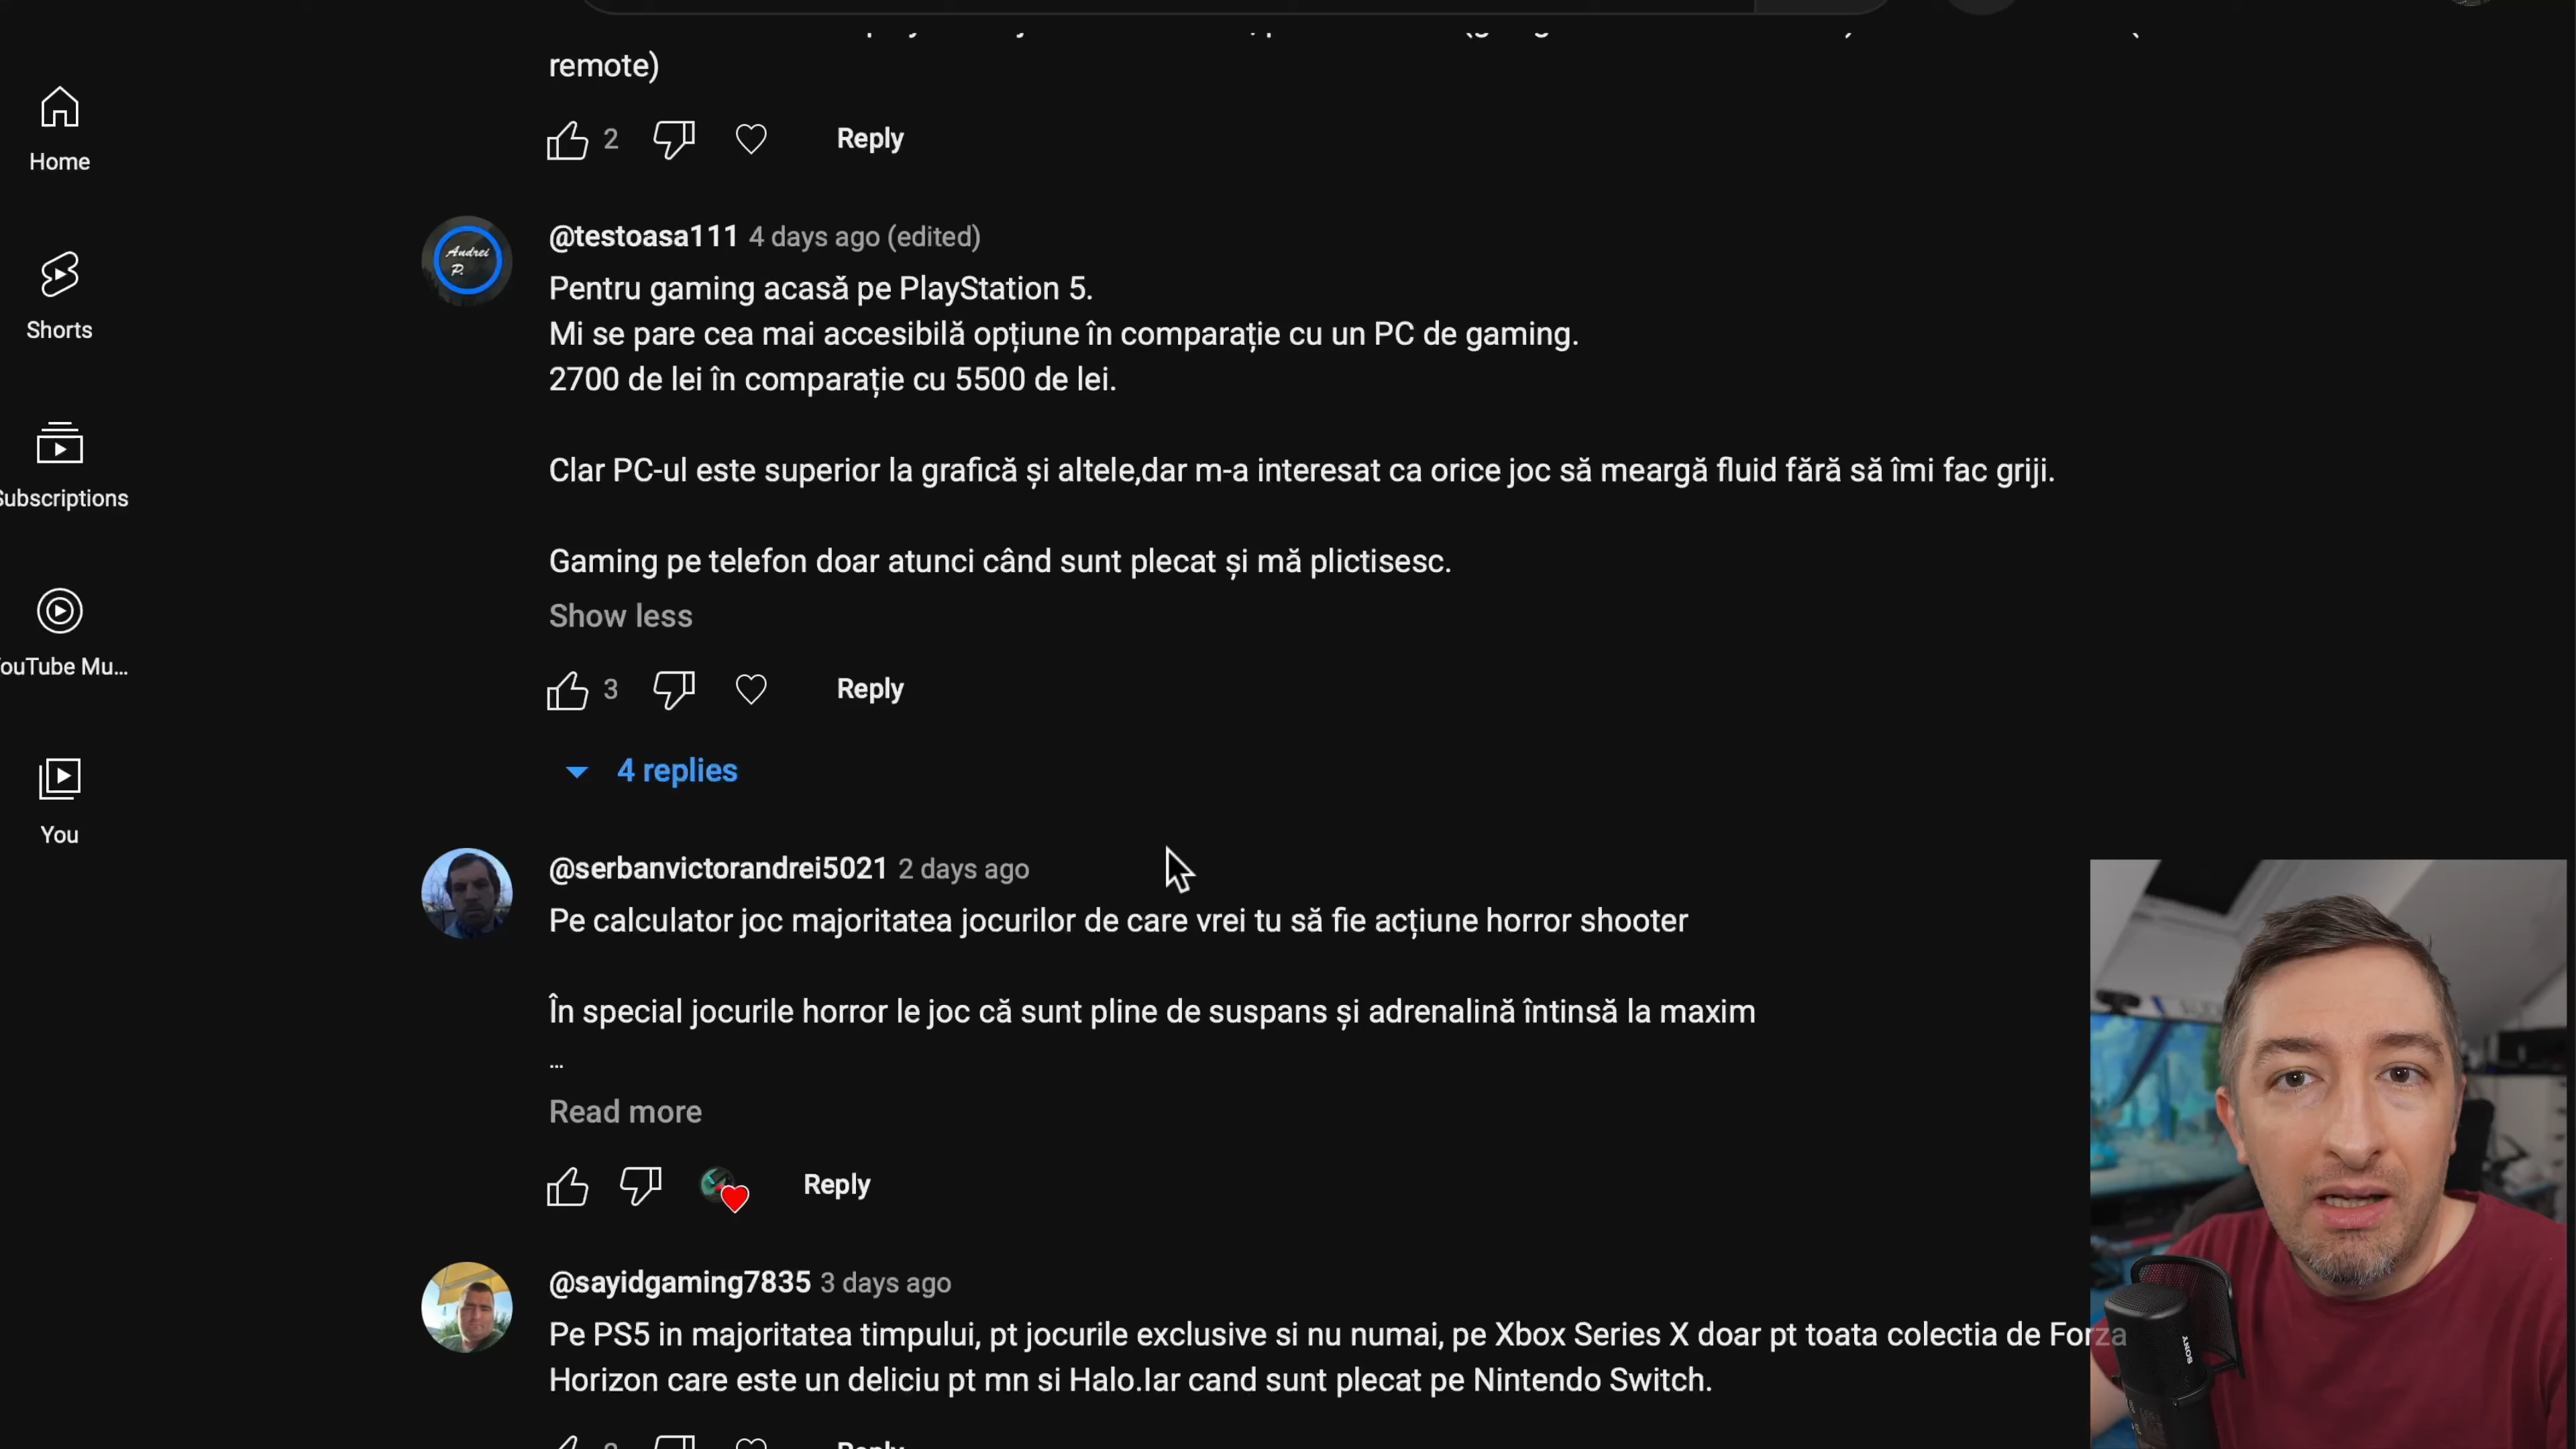 remote)
2
Reply
Home
Shorts
Subscriptions
YouTube Mu...
You
Andrei
P.
@testoasa111 4 days ago (edited)
Pentru gaming acasă pe PlayStation 5.
Mi se pare cea mai accesibilă opțiune în comparație cu un PC de gaming.
2700 de lei în comparație cu 5500 de lei.
Clar PC-ul este superior la grafică și altele,dar m-a interesat ca orice joc să meargă fluid fără să îmi fac griji.
Gaming pe telefon doar atunci când sunt plecat și mă plictisesc.
Show less
3
Reply
4 replies
@serbanvictorandrei5021 2 days ago
Pe calculator joc majoritatea jocurilor de care vrei tu să fie acțiune horror shooter
În special jocurile horror le joc că sunt pline de suspans și adrenalină întinsă la maxim
...
Read more
Reply
@sayidgaming7835 3 days ago
Pe PS5 in majoritatea timpului, pt jocurile exclusive si nu numai, pe Xbox Series X doar pt toata colectia de Forza
Horizon care este un deliciu pt mn si Halo.Iar cand sunt plecat pe Nintendo Switch.
Reply
SONY